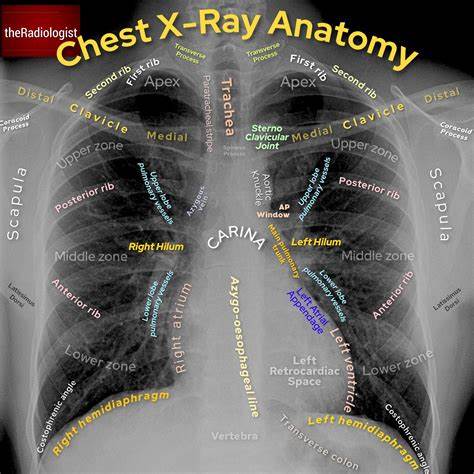 theRadiologist
Chest X-Ray Anatomy
Transverse Process
Transverse Process
First rib
First rib
Second rib
Second rib
Apex
Apex
Trachea
Paratracheal stripe
Coracoid Process
Distal
Clavicle
Medial
Sterno Clavicular Joint
Medial
Clavicle
Distal
Coracoid Process
Spinous Process
Upper zone
Upper zone
Scapula
Scapula
Posterior rib
Posterior rib
Upper lobe pulmonary vessels
Upper lobe pulmonary vessels
Azygous vein
Aortic Knuckle
AP Window
CARINA
Right Hilum
Left Hilum
Main pulmonary trunk
Middle zone
Middle zone
Latissimus Dorsi
Latissimus Dorsi
Anterior rib
Anterior rib
Lower lobe pulmonary vessels
Lower lobe pulmonary vessels
Right atrium
Azygo-oesophageal line
Left Atrial Appendage
Left ventricle
Lower zone
Lower zone
Left Retrocardiac Space
Costophrenic angle
Costophrenic angle
Right hemidiaphragm
Left hemidiaphragm
Vertebra
Transverse colon